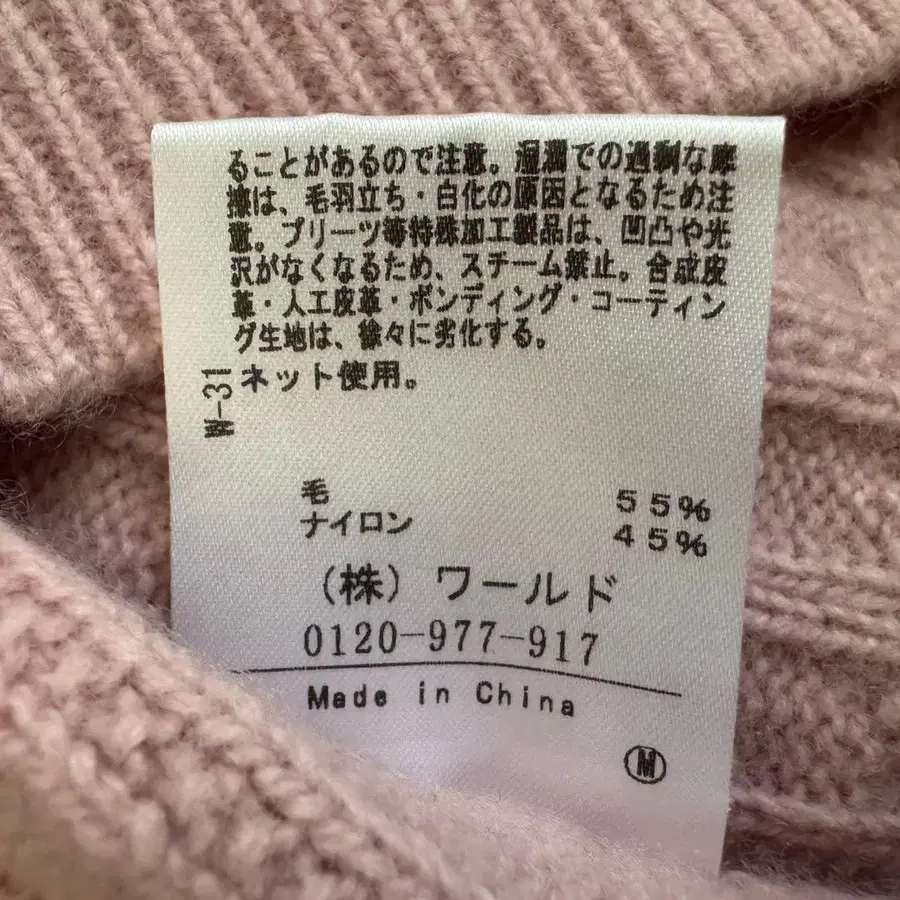 ることがあるので注意。湿潤での過剰な摩
擦は、毛羽立ち・白化の原因となるため注
意。プリーツ等特殊加工製品は、凹凸や光
沢がなくなるため、スチーム禁止。合成皮
革・人工皮革・ボンディング・コーティン
グ生地は、徐々に劣化する。
W-31
ネット使用。
毛 55%
ナイロン 45%
(株) ワールド
0120-977-917
Made in China
M